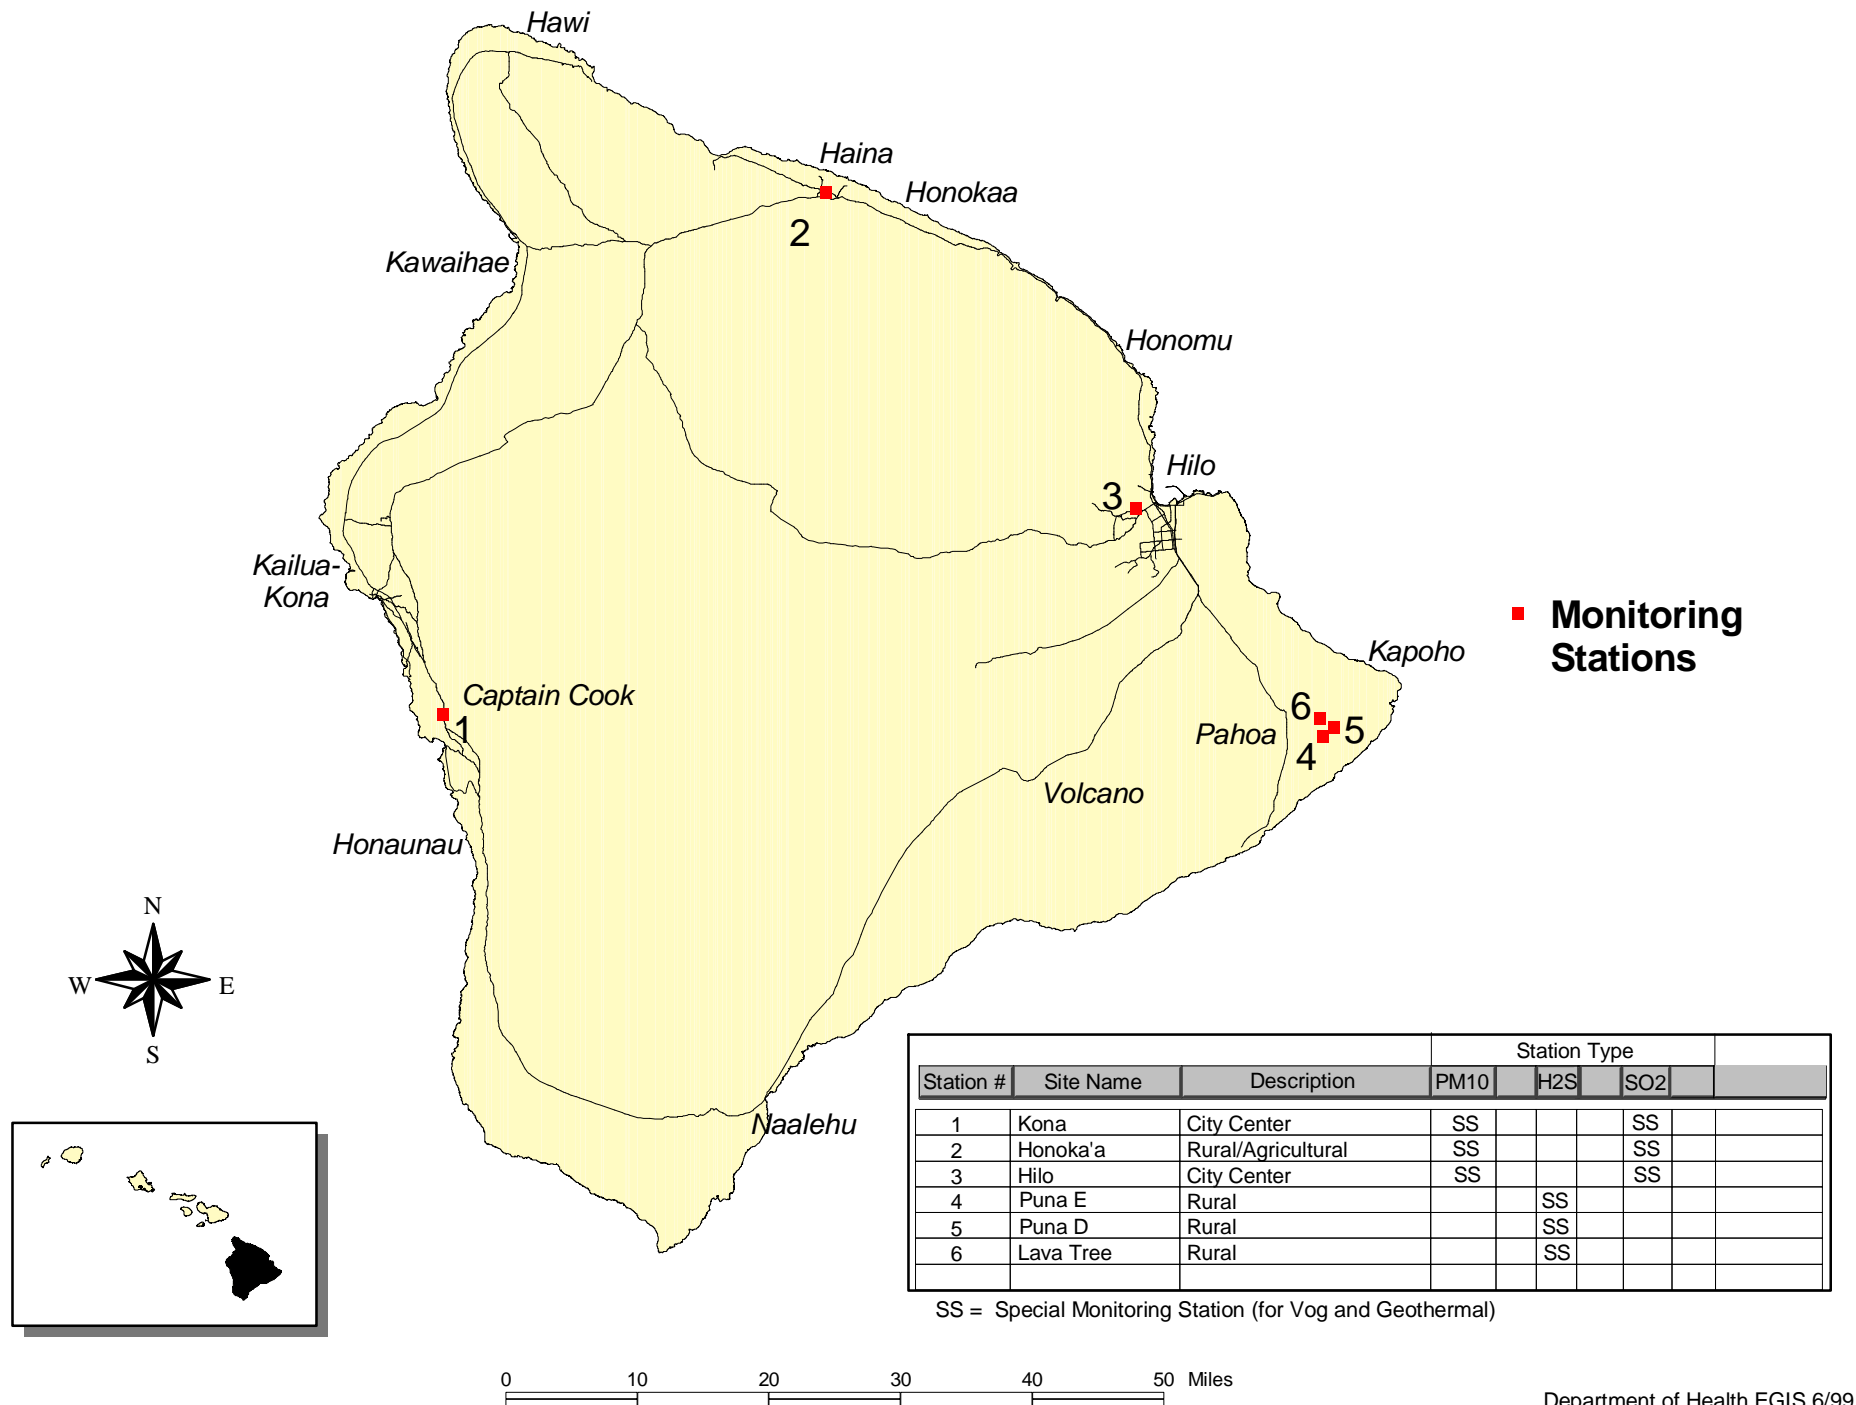 Hawi
Haina
Honokaa
2
Kawaihae
Honomu
Hilo
3
Kailua-
Kona
Monitoring
Stations
Kapoho
Captain Cook
1
6
5
Pahoa
4
Volcano
Honaunau
N
W E
S
Naalehu
Station Type
Station # Site Name Description PM10 H2S SO2
1 Kona City Center SS SS
2 Honoka'a Rural/Agricultural SS SS
3 Hilo City Center SS SS
4 Puna E Rural SS
5 Puna D Rural SS
6 Lava Tree Rural SS
SS = Special Monitoring Station (for Vog and Geothermal)
0 10 20 30 40 50 Miles
Department of Health EGIS 6/99